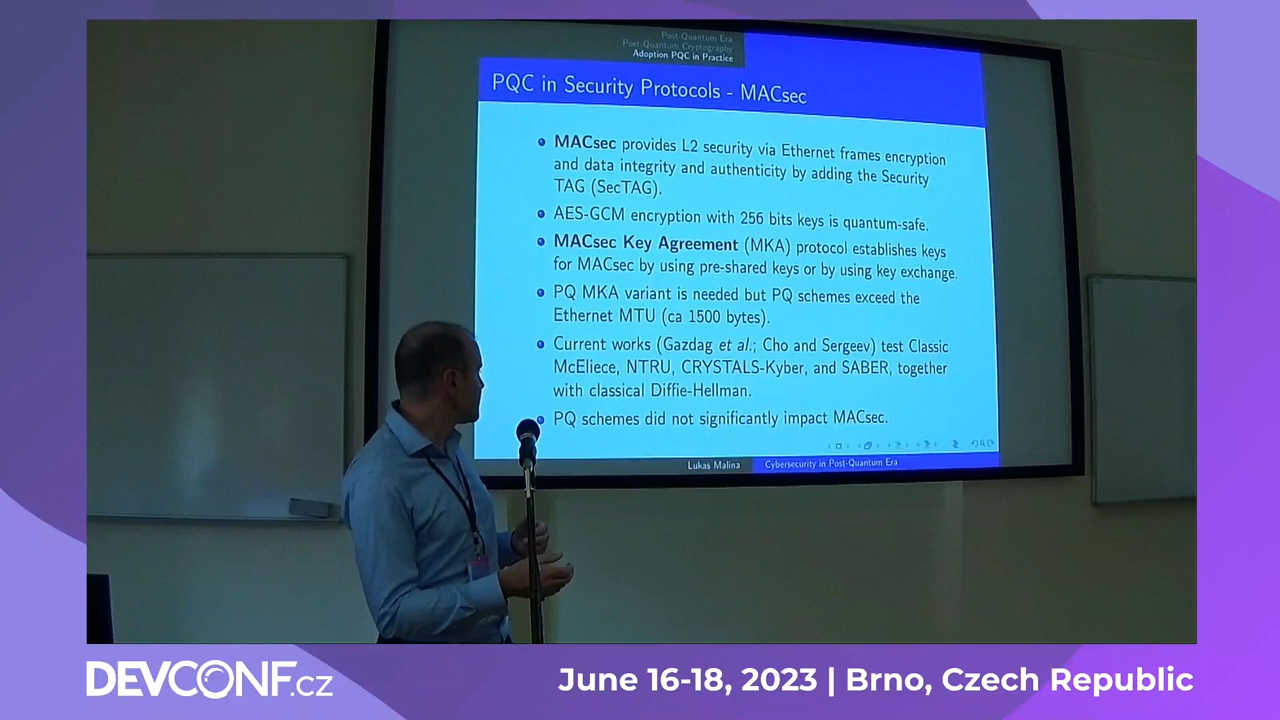 Post-Quantum Era
Post-Quantum Cryptography
Adoption PQC in Practice
PQC in Security Protocols - MACsec
MACsec provides L2 security via Ethernet frames encryption
and data integrity and authenticity by adding the Security
TAG (SecTAG).
AES-GCM encryption with 256 bits keys is quantum-safe.
MACsec Key Agreement (MKA) protocol establishes keys
for MACsec by using pre-shared keys or by using key exchange.
PQ MKA variant is needed but PQ schemes exceed the
Ethernet MTU (ca 1500 bytes).
Current works (Gazdag et al.; Cho and Sergeev) test Classic
McEliece, NTRU, CRYSTALS-Kyber, and SABER, together
with classical Diffie-Hellman.
PQ schemes did not significantly impact MACsec.
Lukas Malina
Cybersecurity in Post-Quantum Era
DEVCONF.CZ
June 16-18, 2023 | Brno, Czech Republic